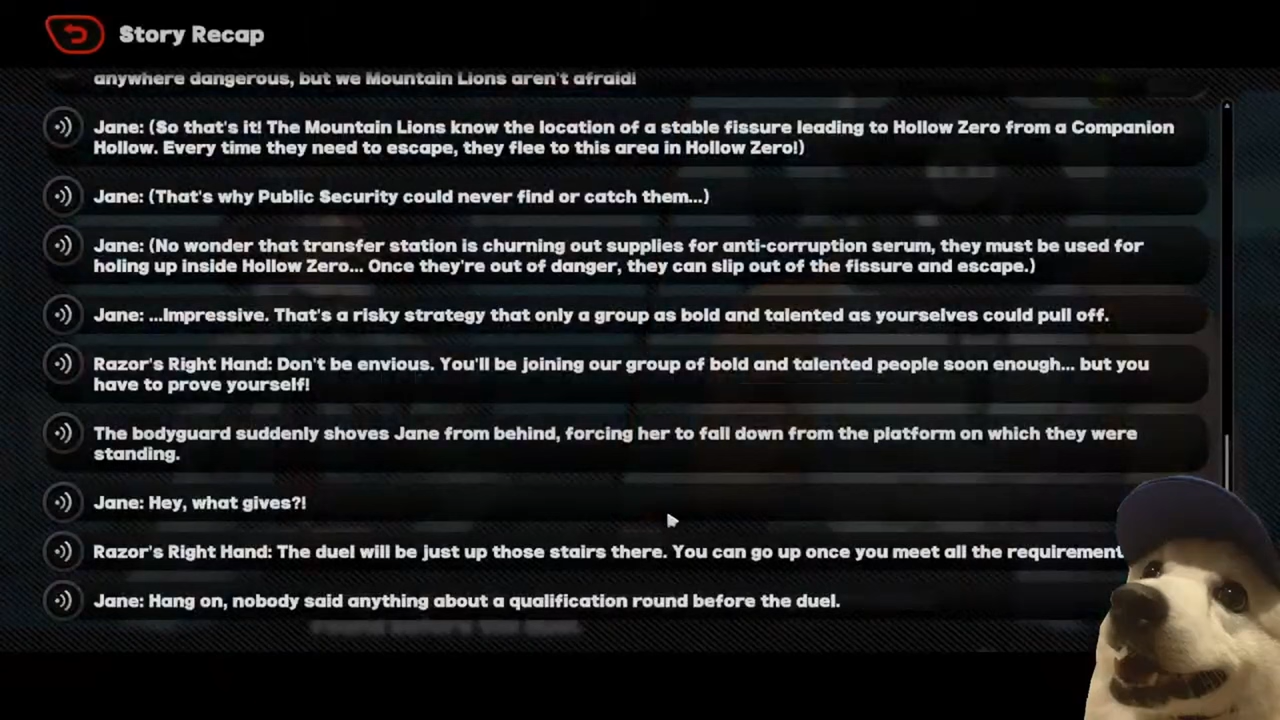 Story Recap
anywhere dangerous, but we Mountain Lions aren't afraid!
Jane: (So that's it! The Mountain Lions know the location of a stable fissure leading to Hollow Zero from a Companion
Hollow. Every time they need to escape, they flee to this area in Hollow Zero!)
Jane: (That's why Public Security could never find or catch them...)
Jane: (No wonder that transfer station is churning out supplies for anti-corruption serum, they must be used for
holing up inside Hollow Zero... Once they're out of danger, they can slip out of the fissure and escape.)
Jane: ...Impressive. That's a risky strategy that only a group as bold and talented as yourselves could pull off.
Razor's Right Hand: Don't be envious. You'll be joining our group of bold and talented people soon enough... but you
have to prove yourself!
The bodyguard suddenly shoves Jane from behind, forcing her to fall down from the platform on which they were
standing.
Jane: Hey, what gives?!
Razor's Right Hand: The duel will be just up those stairs there. You can go up once you meet all the requirement
Jane: Hang on, nobody said anything about a qualification round before the duel.